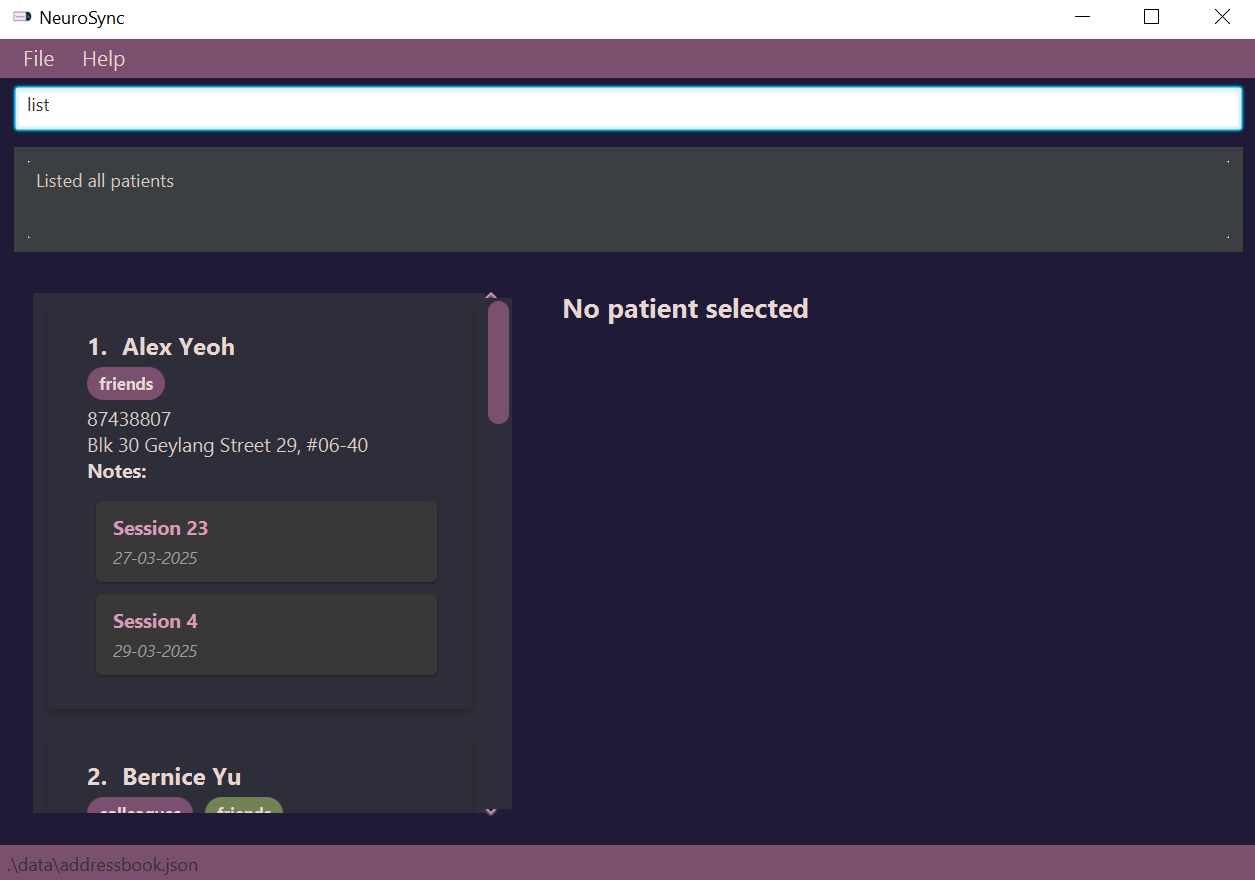 NeuroSync
File Help
list
Listed all patients
1. Alex Yeoh
friends
87438807
Blk 30 Geylang Street 29, #06-40
Notes:
Session 23
27-03-2025
Session 4
29-03-2025
2. Bernice Yu
colleagues friends
No patient selected
.\data\addressbook.json